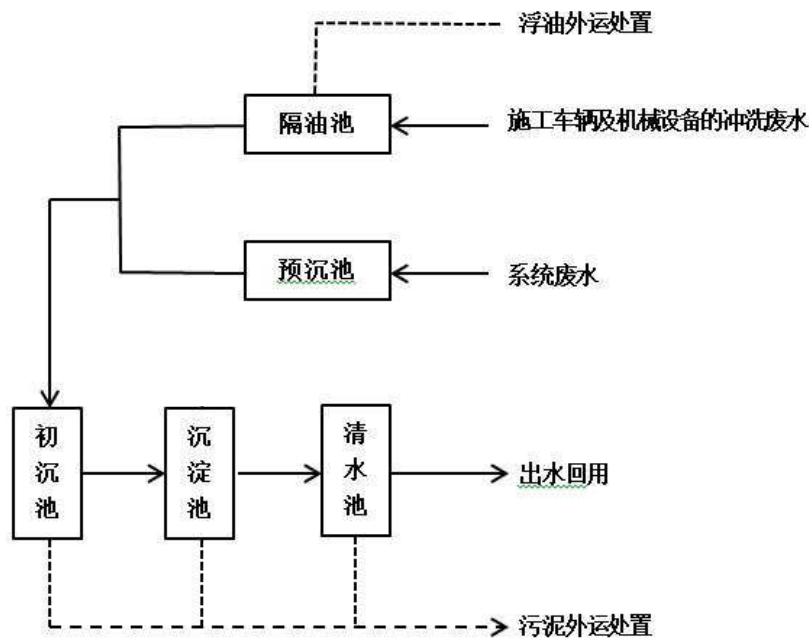 浮油外运处置
隔油池
施工车辆及机械设备的冲洗废水
预沉池
系统废水
初沉池
沉淀池
清水池
出水回用
污泥外运处置